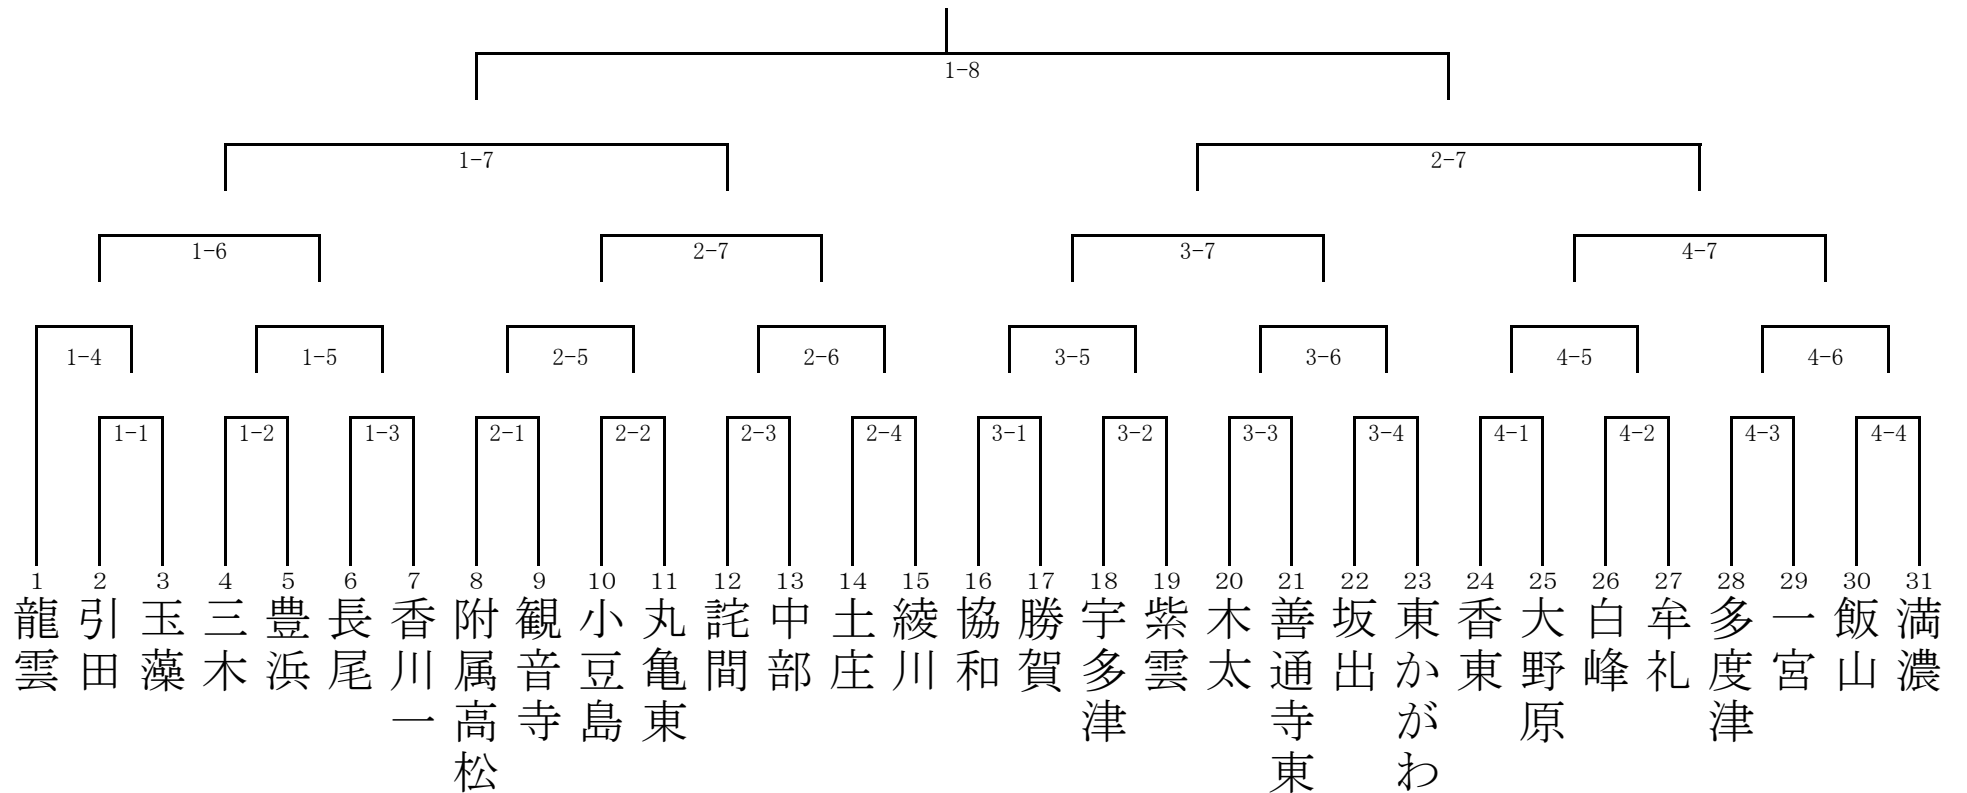 1-8
1-7
2-7
1-6
2-7
3-7
4-7
1-4
1-5
2-5
2-6
3-5
3-6
4-5
4-6
1-1
1-2
1-3
2-1
2-2
2-3
2-4
3-1
3-2
3-3
3-4
4-1
4-2
4-3
4-4
1
2
3
4
5
6
7
8
9
10
11
12
13
14
15
16
17
18
19
20
21
22
23
24
25
26
27
28
29
30
31
龍雲
引田
玉藻
三木
豊浜
長尾
香川一
附属高松
観音寺
小豆島
丸亀東
詫間
中部
土庄
綾川
協和
勝賀
宇多津
紫雲
木太
善通寺東
坂出
東かがわ
香東
大野原
白峰
牟礼
多度津
一宮
飯山
満濃